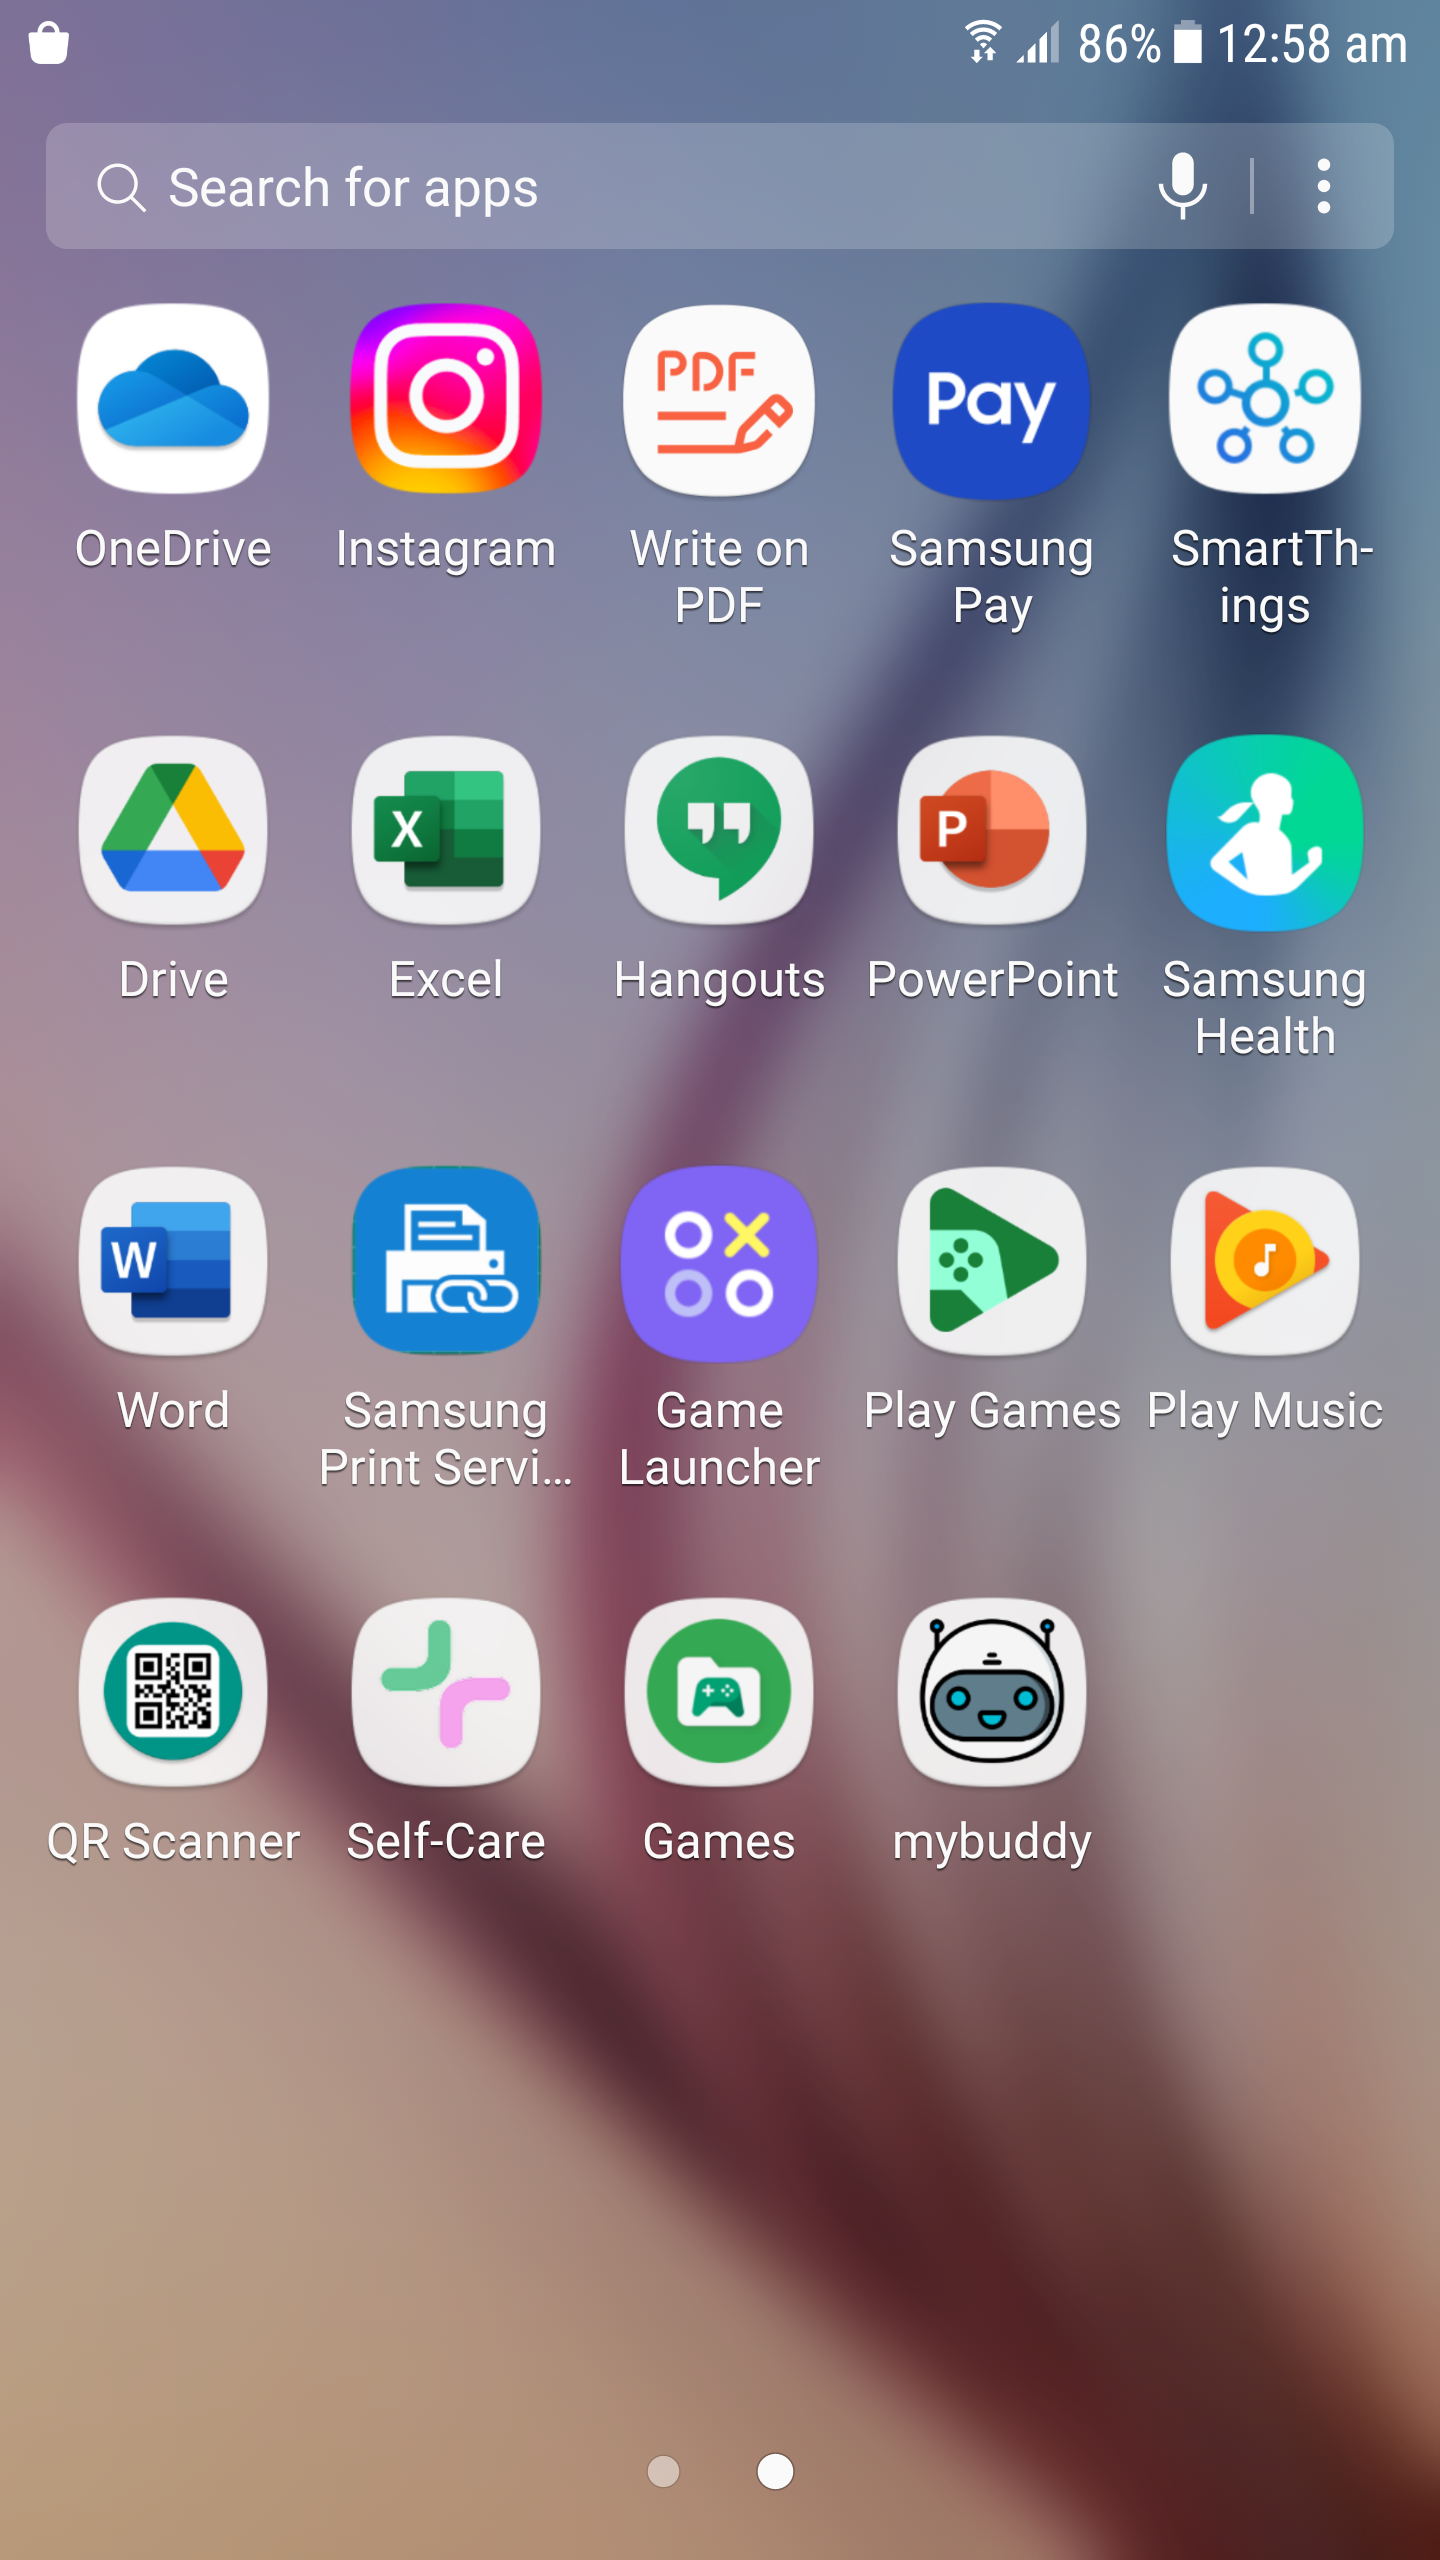 86% 12:58 am
Search for apps
PDF
Pay
OneDrive
Instagram
Write on
PDF
Samsung
Pay
SmartTh-
ings
X
P
Drive
Excel
Hangouts
PowerPoint
Samsung
Health
W
Word
Samsung
Print Servi...
Game
Launcher
Play Games
Play Music
QR Scanner
Self-Care
Games
mybuddy